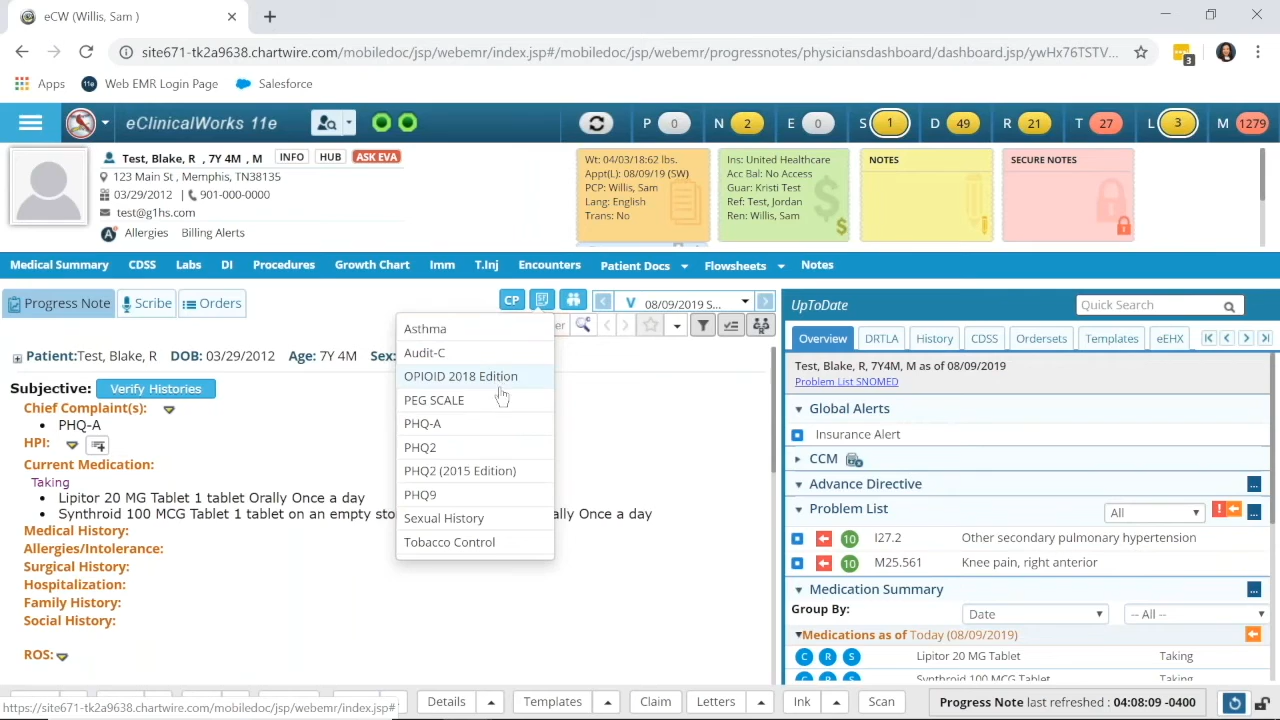 eCW (Willis, Sam )
site671-tk2a9638.chartwire.com/mobiledoc/jsp/webemr/index.jsp#/mobiledoc/jsp/webemr/progressnotes/physiciansdashboard/dashboard.jsp/ywHx76TSTV...
3
Apps 11e Web EMR Login Page Salesforce
eClinicalWorks 11e P 0 N 2 E 0 S 1 D 49 R 21 T 27 L 3 M 1279
Test, Blake, R , 7Y 4M , M INFO HUB ASK EVA
123 Main St , Memphis, TN38135
03/29/2012 901-000-0000
test@g1hs.com
A Allergies Billing Alerts
Wt: 04/03/18:62 lbs.
Appt(L): 08/09/19 (SW)
PCP: Willis, Sam
Lang: English
Trans: No
Ins: United Healthcare
Acc Bal: No Access
Guar: Kristi Test
Ref: Test, Jordan
Ren: Willis, Sam
$ $
NOTES
SECURE NOTES
Medical Summary CDSS Labs DI Procedures Growth Chart Imm T.Inj Encounters Patient Docs Flowsheets Notes
Progress Note Scribe Orders CP SF V 08/09/2019 S...
er
Patient:Test, Blake, R DOB: 03/29/2012 Age: 7Y 4M Sex:
Subjective: Verify Histories
Chief Complaint(s):
• PHQ-A
HPI:
Current Medication:
Taking
• Lipitor 20 MG Tablet 1 tablet Orally Once a day
• Synthroid 100 MCG Tablet 1 tablet on an empty sto
ally Once a day
Medical History:
Allergies/Intolerance:
Surgical History:
Hospitalization:
Family History:
Social History:
ROS:
Asthma
Audit-C
OPIOID 2018 Edition
PEG SCALE
PHQ-A
PHQ2
PHQ2 (2015 Edition)
PHQ9
Sexual History
Tobacco Control
UpToDate Quick Search
Overview DRTLA History CDSS Ordersets Templates eEHX
Test, Blake, R, 7Y4M, M as of 08/09/2019
Problem List SNOMED
Global Alerts
Insurance Alert
CCM
Advance Directive ...
Problem List All ! ...
10 I27.2 Other secondary pulmonary hypertension
10 M25.561 Knee pain, right anterior
Medication Summary ...
Group By: Date -- All --
Medications as of Today (08/09/2019)
C R S Lipitor 20 MG Tablet Taking
C R S Synthroid 100 MCG Tablet Taking
Details Templates Claim Letters Ink Scan Progress Note last refreshed : 04:08:09 -0400
https://site671-tk2a9638.chartwire.com/mobiledoc/jsp/webemr/index.jsp#